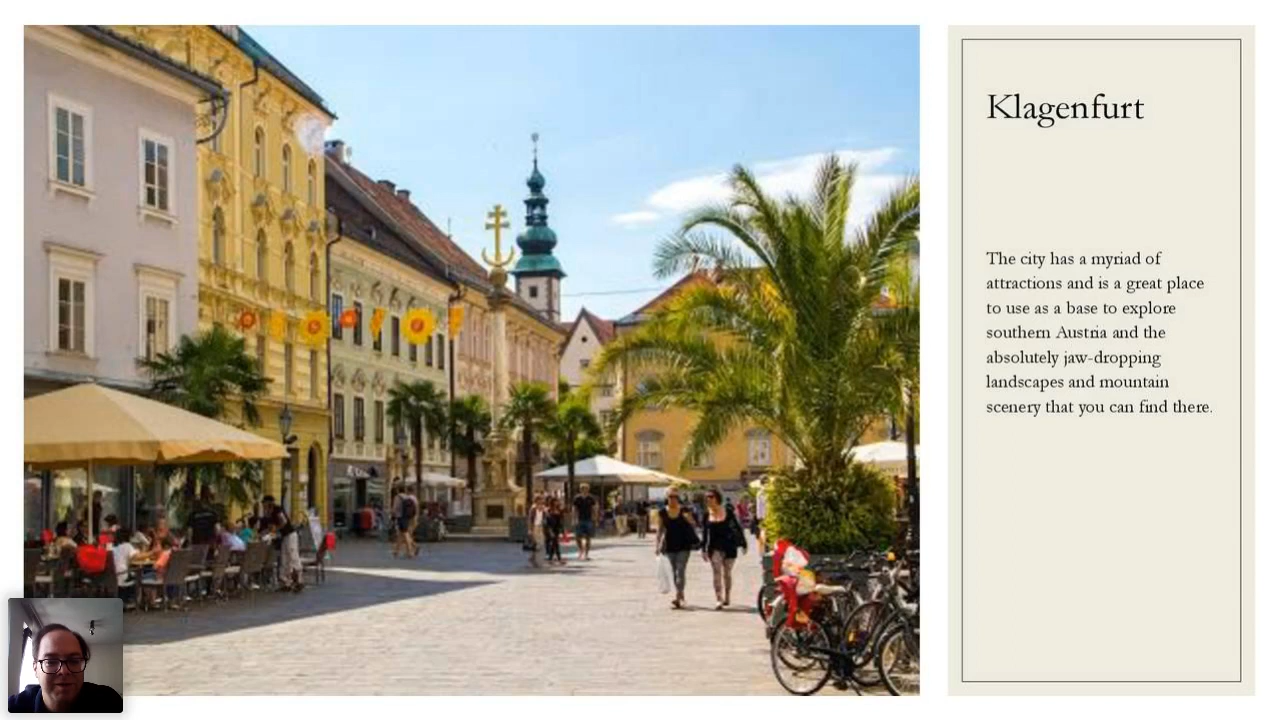 Klagenfurt
The city has a myriad of
attractions and is a great place
to use as a base to explore
southern Austria and the
absolutely jaw-dropping
landscapes and mountain
scenery that you can find there.